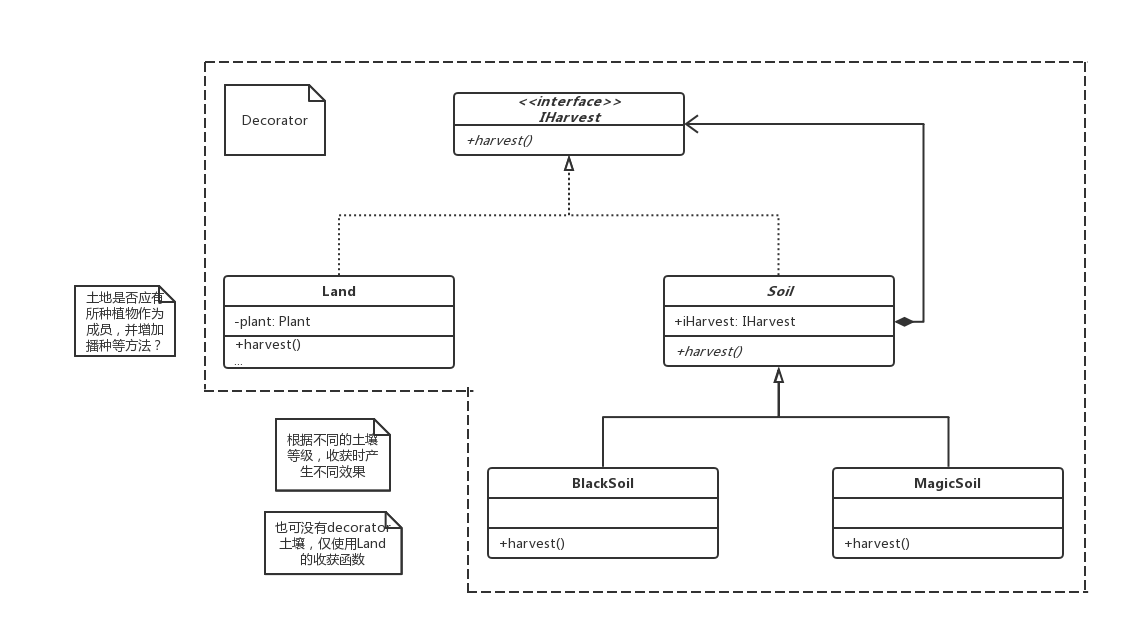 Decorator
<<interface>>
IHarvest
+harvest()
土地是否应有
所种植物作为
成员，并增加
播种等方法？
Land
-plant: Plant
+harvest()
...
Soil
+iHarvest: IHarvest
+harvest()
根据不同的土壤
等级，收获时产
生不同效果
也可没有decorator
土壤，仅使用Land
的收获函数
BlackSoil
+harvest()
MagicSoil
+harvest()